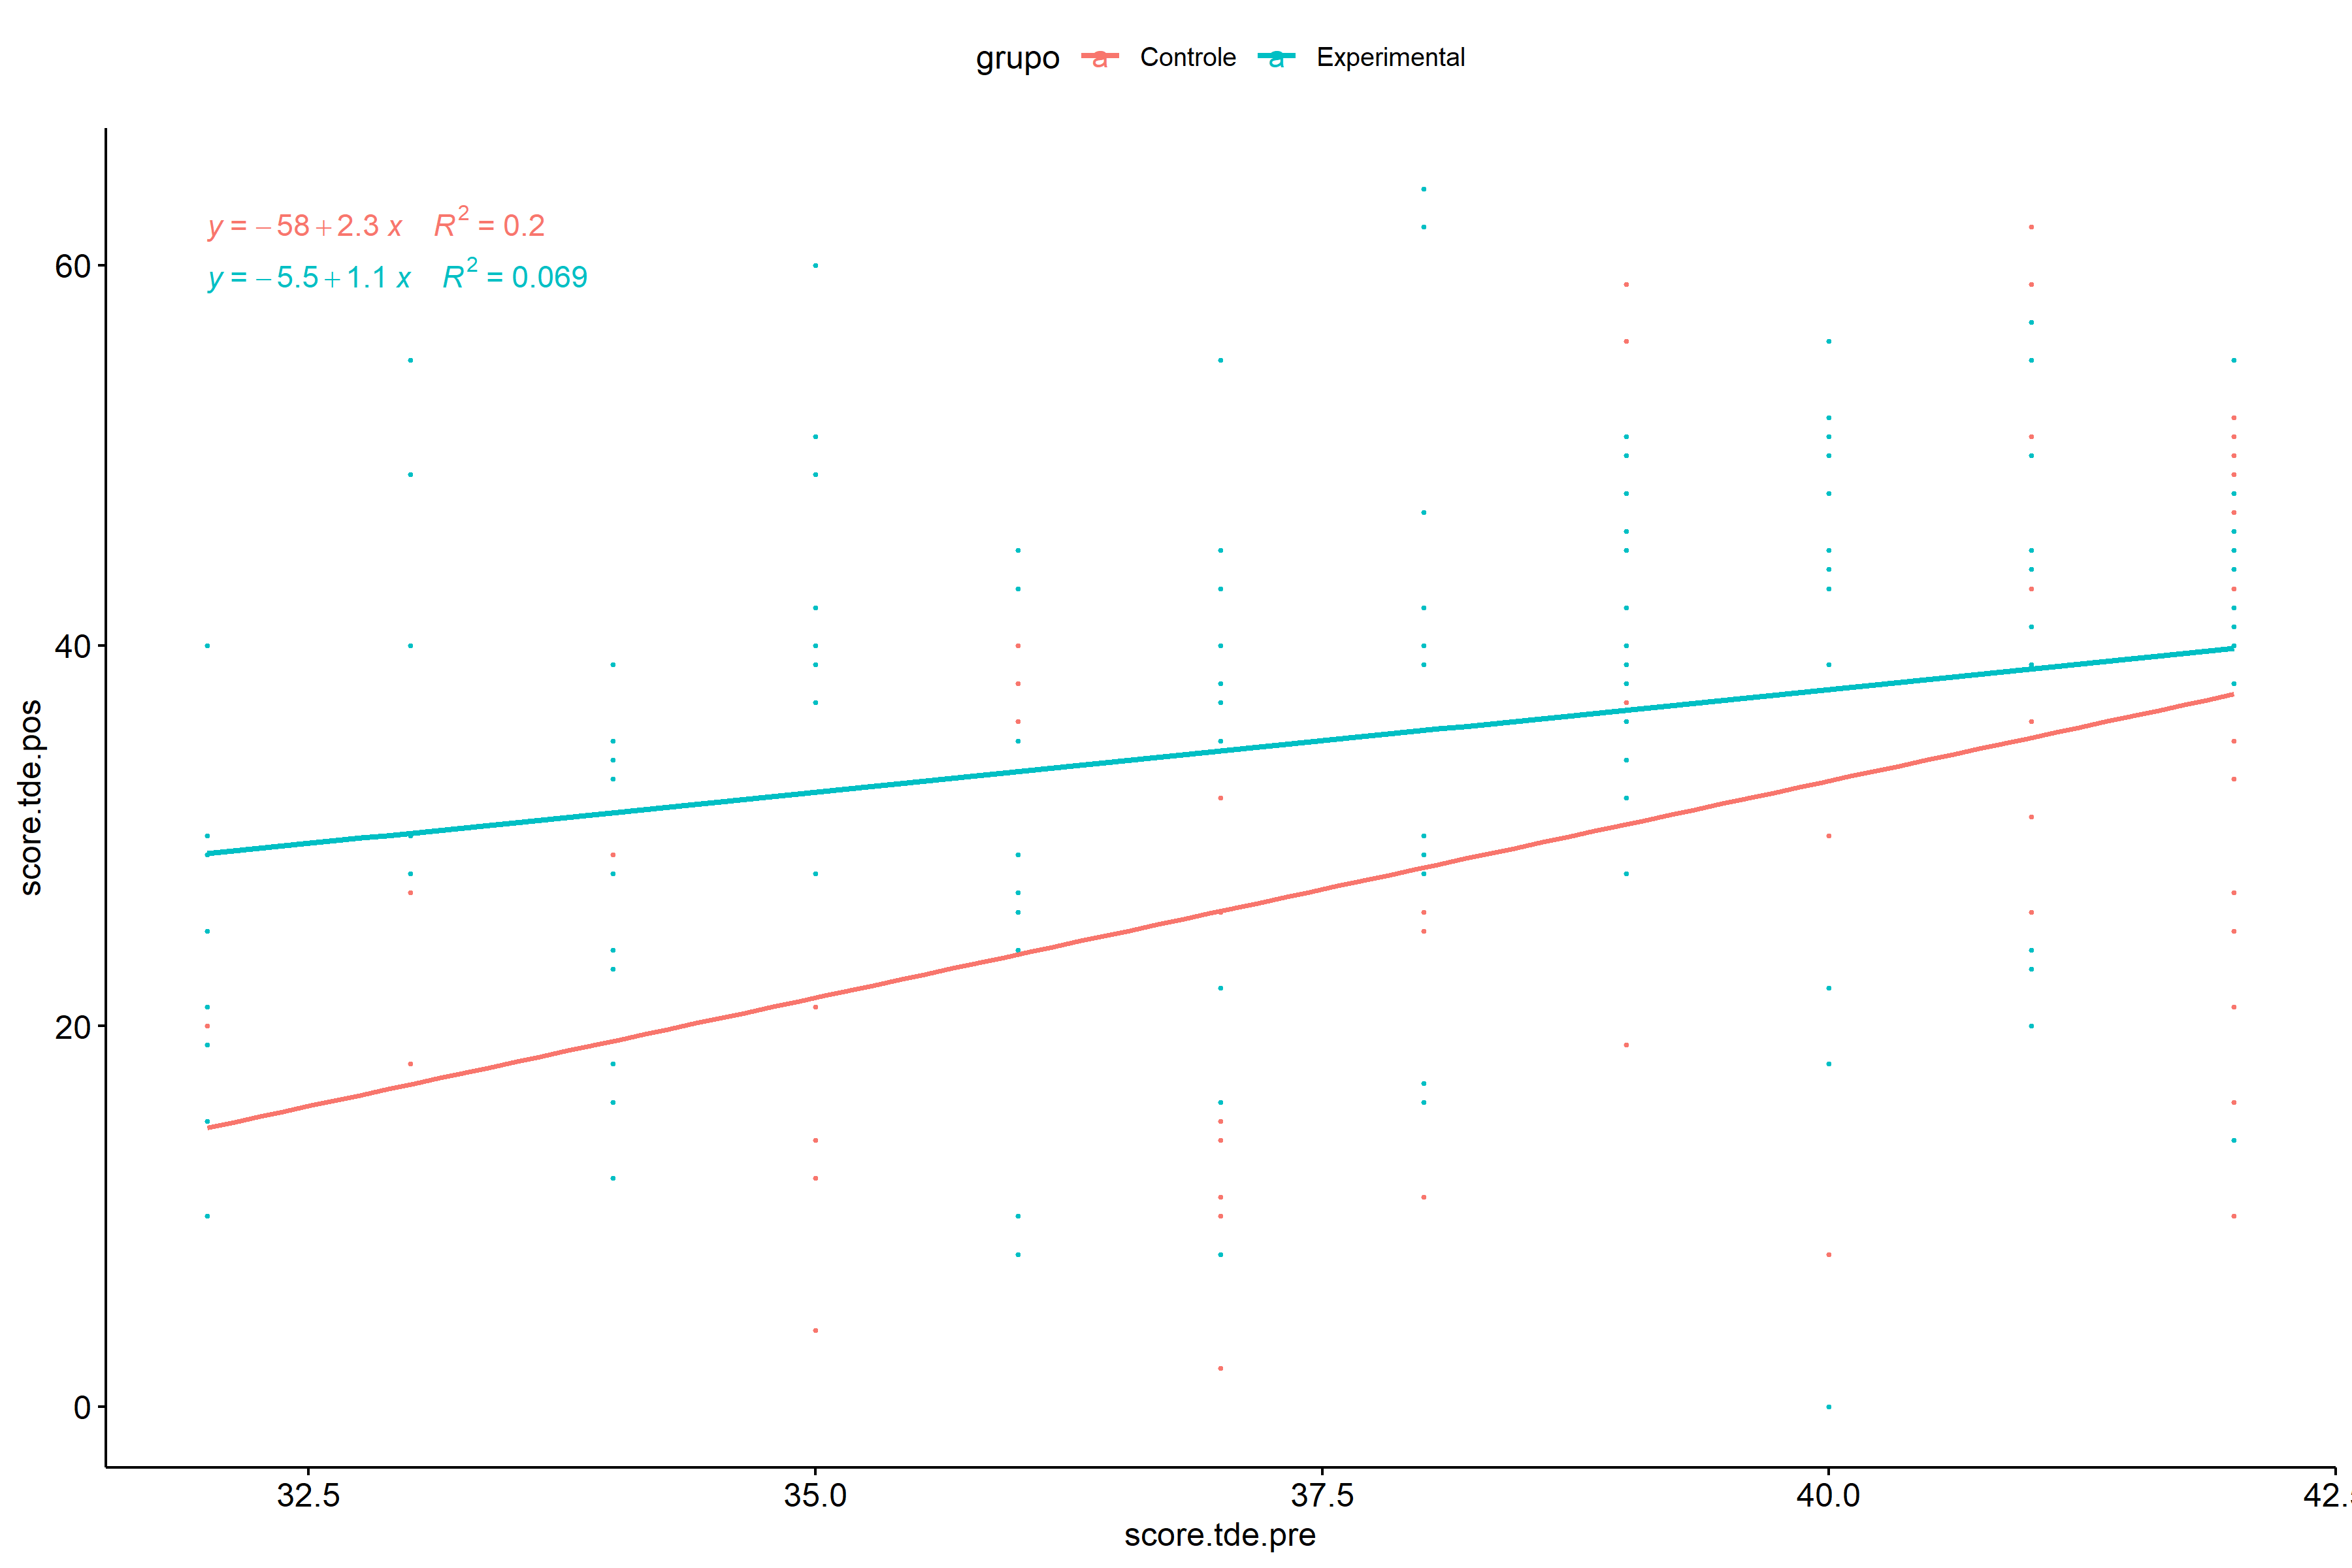 grupo a Controle a Experimental
y = − 58 + 2.3 x R² = 0.2
y = − 5.5 + 1.1 x R² = 0.069
60
40
20
0
score.tde.pos
32.5 35.0 37.5 40.0 42.
score.tde.pre